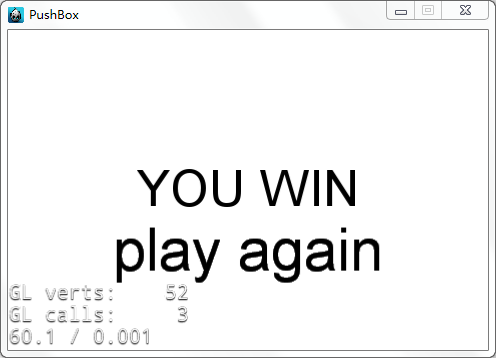 PushBox
YOU WIN
play again
GL verts: 52
GL calls: 3
60.1 / 0.001